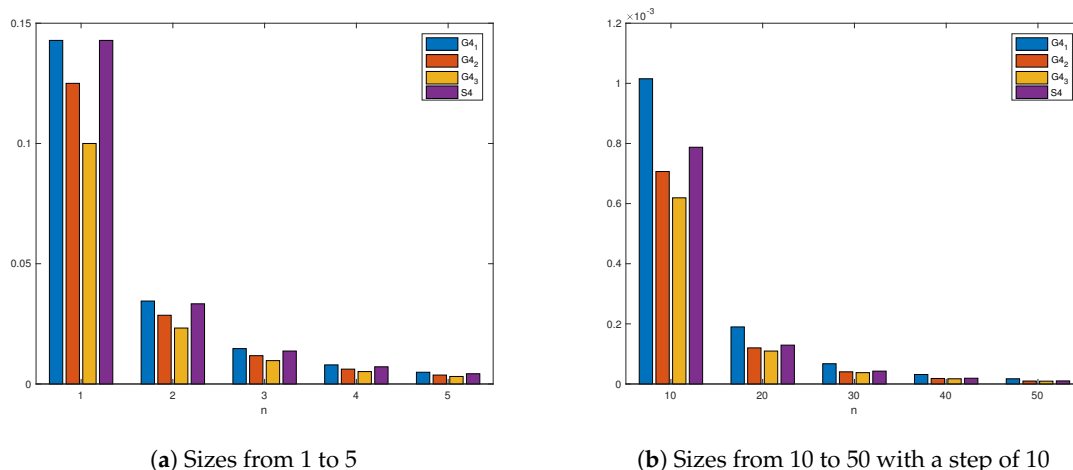 0.15
0.1
0.05
0
1 2 3 4 5
n
G4₁
G4₂
G4₃
S4
(a) Sizes from 1 to 5
×10⁻³
1.2
1
0.8
0.6
0.4
0.2
0
10 20 30 40 50
n
G4₁
G4₂
G4₃
S4
(b) Sizes from 10 to 50 with a step of 10